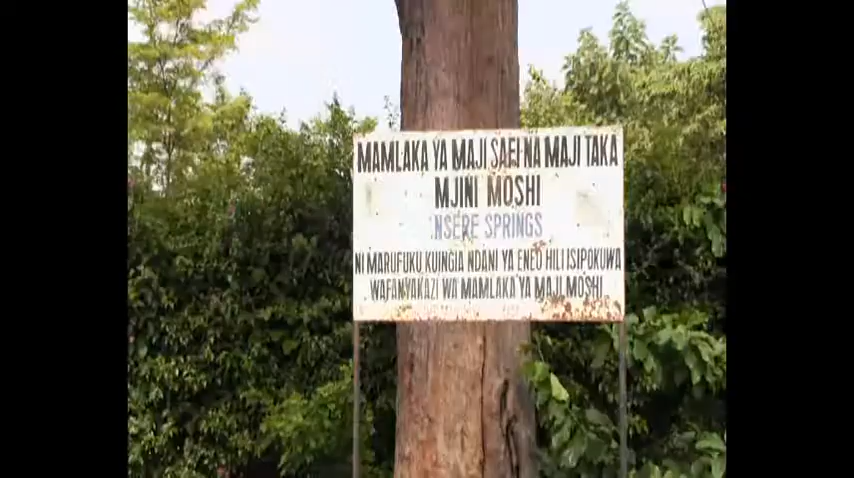 MAMLAKA YA MAJI SAFI NA MAJI TAKA
MJINI MOSHI
NSERE SPRINGS
NI MARUFUKU KUINGIA NDANI YA ENEO HILI ISIPOKUWA
WAFANYAKAZI WA MAMLAKA YA MAJI MOSHI